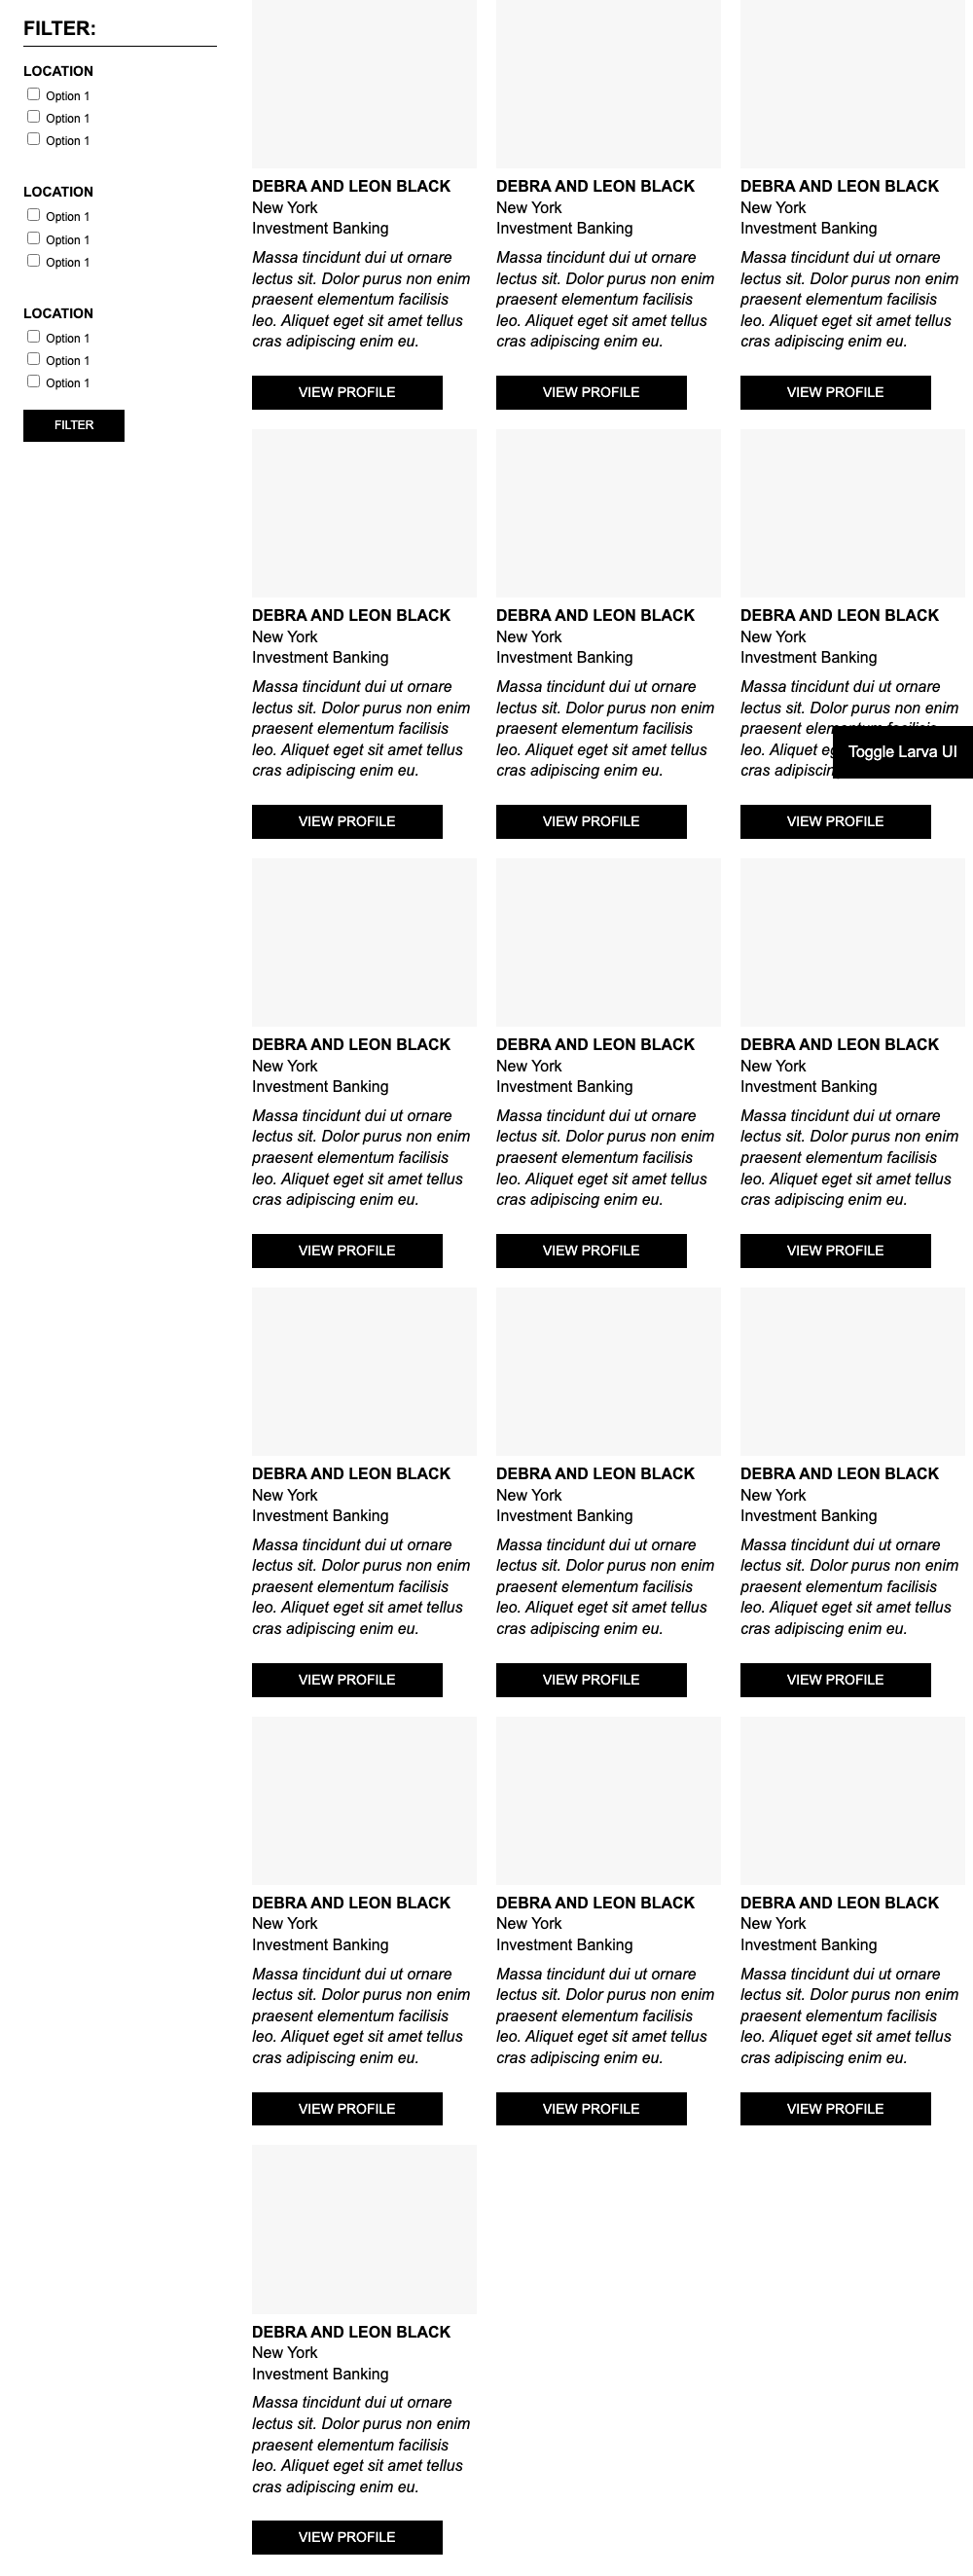 FILTER:
LOCATION
Option 1
Option 1
Option 1
LOCATION
Option 1
Option 1
Option 1
LOCATION
Option 1
Option 1
Option 1
FILTER
DEBRA AND LEON BLACK
New York
Investment Banking
Massa tincidunt dui ut ornare
lectus sit. Dolor purus non enim
praesent elementum facilisis
leo. Aliquet eget sit amet tellus
cras adipiscing enim eu.
VIEW PROFILE
DEBRA AND LEON BLACK
New York
Investment Banking
Massa tincidunt dui ut ornare
lectus sit. Dolor purus non enim
praesent elementum facilisis
leo. Aliquet eget sit amet tellus
cras adipiscing enim eu.
VIEW PROFILE
DEBRA AND LEON BLACK
New York
Investment Banking
Massa tincidunt dui ut ornare
lectus sit. Dolor purus non enim
praesent elementum facilisis
leo. Aliquet eget sit amet tellus
cras adipiscing enim eu.
VIEW PROFILE
DEBRA AND LEON BLACK
New York
Investment Banking
Massa tincidunt dui ut ornare
lectus sit. Dolor purus non enim
praesent elementum facilisis
leo. Aliquet eget sit amet tellus
cras adipiscing enim eu.
VIEW PROFILE
DEBRA AND LEON BLACK
New York
Investment Banking
Massa tincidunt dui ut ornare
lectus sit. Dolor purus non enim
praesent elementum facilisis
leo. Aliquet eget sit amet tellus
cras adipiscing enim eu.
VIEW PROFILE
DEBRA AND LEON BLACK
New York
Investment Banking
Massa tincidunt dui ut ornare
lectus sit. Dolor purus non enim
praesent
leo. Aliquet
cras
Toggle Larva UI
VIEW PROFILE
DEBRA AND LEON BLACK
New York
Investment Banking
Massa tincidunt dui ut ornare
lectus sit. Dolor purus non enim
praesent elementum facilisis
leo. Aliquet eget sit amet tellus
cras adipiscing enim eu.
VIEW PROFILE
DEBRA AND LEON BLACK
New York
Investment Banking
Massa tincidunt dui ut ornare
lectus sit. Dolor purus non enim
praesent elementum facilisis
leo. Aliquet eget sit amet tellus
cras adipiscing enim eu.
VIEW PROFILE
DEBRA AND LEON BLACK
New York
Investment Banking
Massa tincidunt dui ut ornare
lectus sit. Dolor purus non enim
praesent elementum facilisis
leo. Aliquet eget sit amet tellus
cras adipiscing enim eu.
VIEW PROFILE
DEBRA AND LEON BLACK
New York
Investment Banking
Massa tincidunt dui ut ornare
lectus sit. Dolor purus non enim
praesent elementum facilisis
leo. Aliquet eget sit amet tellus
cras adipiscing enim eu.
VIEW PROFILE
DEBRA AND LEON BLACK
New York
Investment Banking
Massa tincidunt dui ut ornare
lectus sit. Dolor purus non enim
praesent elementum facilisis
leo. Aliquet eget sit amet tellus
cras adipiscing enim eu.
VIEW PROFILE
DEBRA AND LEON BLACK
New York
Investment Banking
Massa tincidunt dui ut ornare
lectus sit. Dolor purus non enim
praesent elementum facilisis
leo. Aliquet eget sit amet tellus
cras adipiscing enim eu.
VIEW PROFILE
DEBRA AND LEON BLACK
New York
Investment Banking
Massa tincidunt dui ut ornare
lectus sit. Dolor purus non enim
praesent elementum facilisis
leo. Aliquet eget sit amet tellus
cras adipiscing enim eu.
VIEW PROFILE
DEBRA AND LEON BLACK
New York
Investment Banking
Massa tincidunt dui ut ornare
lectus sit. Dolor purus non enim
praesent elementum facilisis
leo. Aliquet eget sit amet tellus
cras adipiscing enim eu.
VIEW PROFILE
DEBRA AND LEON BLACK
New York
Investment Banking
Massa tincidunt dui ut ornare
lectus sit. Dolor purus non enim
praesent elementum facilisis
leo. Aliquet eget sit amet tellus
cras adipiscing enim eu.
VIEW PROFILE
DEBRA AND LEON BLACK
New York
Investment Banking
Massa tincidunt dui ut ornare
lectus sit. Dolor purus non enim
praesent elementum facilisis
leo. Aliquet eget sit amet tellus
cras adipiscing enim eu.
VIEW PROFILE